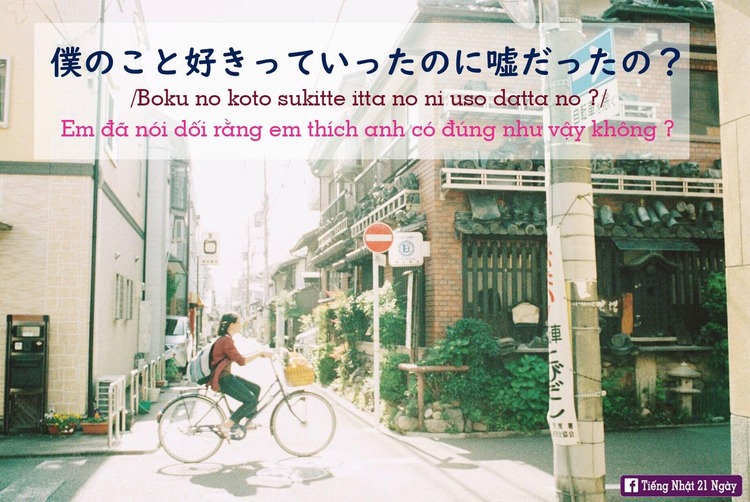 僕のこと好きっていったのに嘘だったの？
/Boku no koto sukitte itta no ni uso datta no ?/
Em đã nói dối rằng em thích anh có đúng như vậy không ?
Tiếng Nhật 21 Ngày